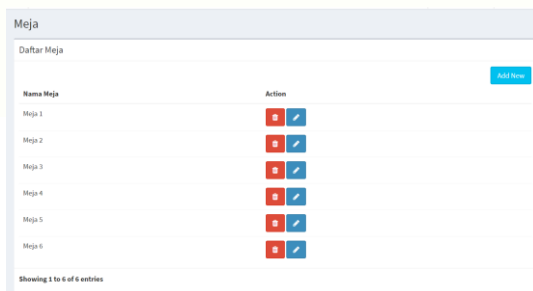 Meja
Daftar Meja
Add New
Nama Meja Action
Meja 1
Meja 2
Meja 3
Meja 4
Meja 5
Meja 6
Showing 1 to 6 of 6 entries